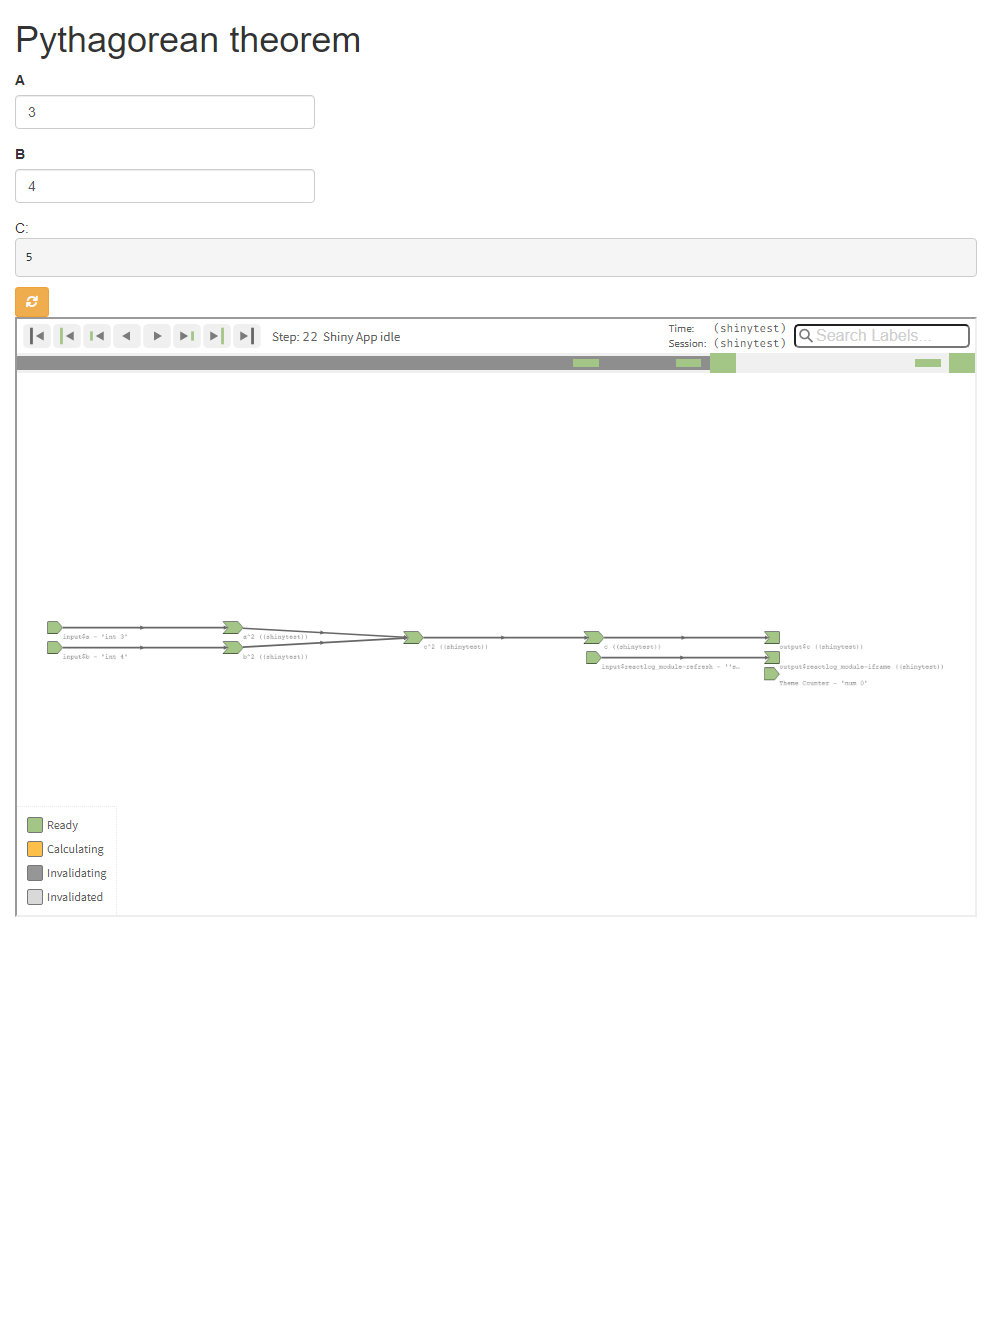 Pythagorean theorem
A
3
B
4
C:
5
Step: 22 Shiny App idle
Time: (shinytest)
Session: (shinytest)
Search Labels...
input$a - 'int 3'
a^2 ((shinytest))
input$b - 'int 4'
b^2 ((shinytest))
c^2 ((shinytest))
c ((shinytest))
output$c ((shinytest))
input$reactlog_module-refresh - ''s…
output$reactlog_module-iframe ((shinytest))
Theme Counter - 'num 0'
Ready
Calculating
Invalidating
Invalidated